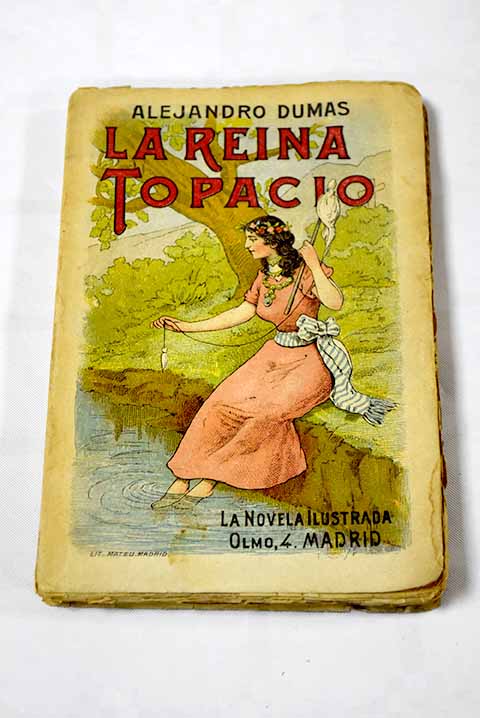 ALEJANDRO DUMAS
LA REINA
TOPACIO
LA NOVELA ILUSTRADA
OLMO, 4. MADRID
LIT. MATEU. MADRID